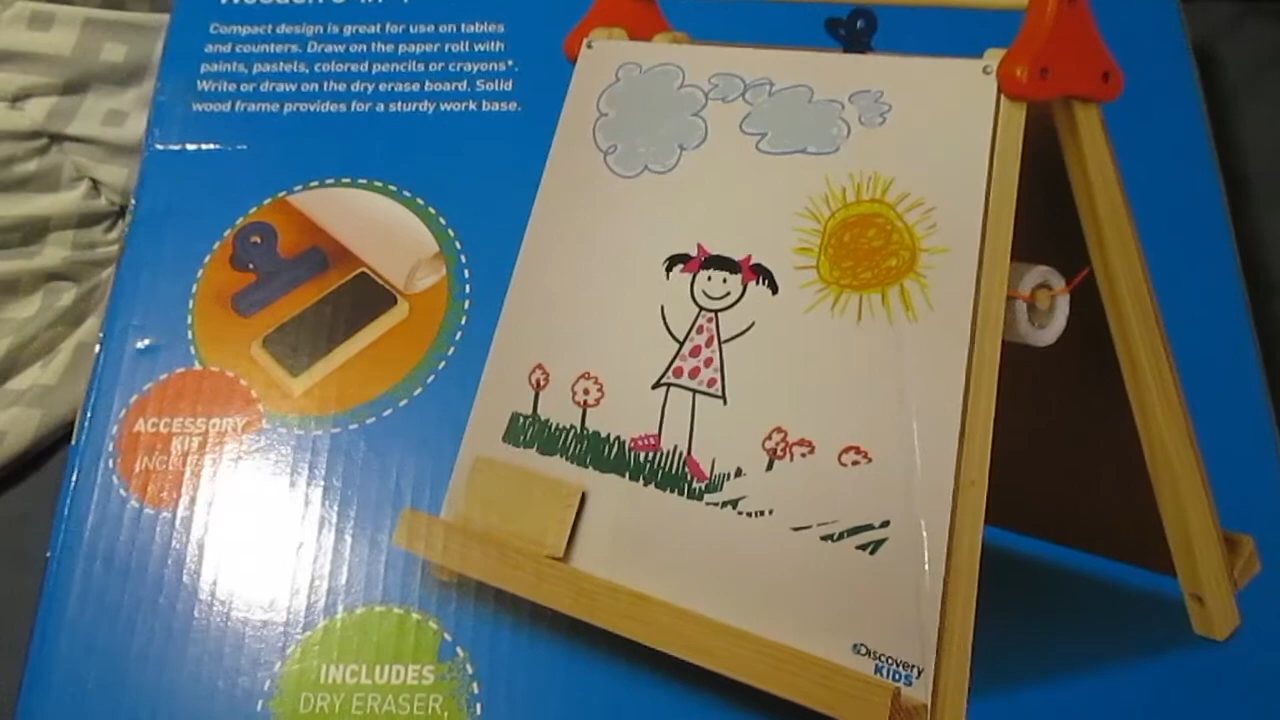 Wooden
Compact design is great for use on tables
and counters. Draw on the paper roll with
paints, pastels, colored pencils or crayons*.
Write or draw on the dry erase board. Solid
wood frame provides for a sturdy work base.
ACCESSORY
KIT
INCLUDES
DRY ERASER,
Discovery
KIDS